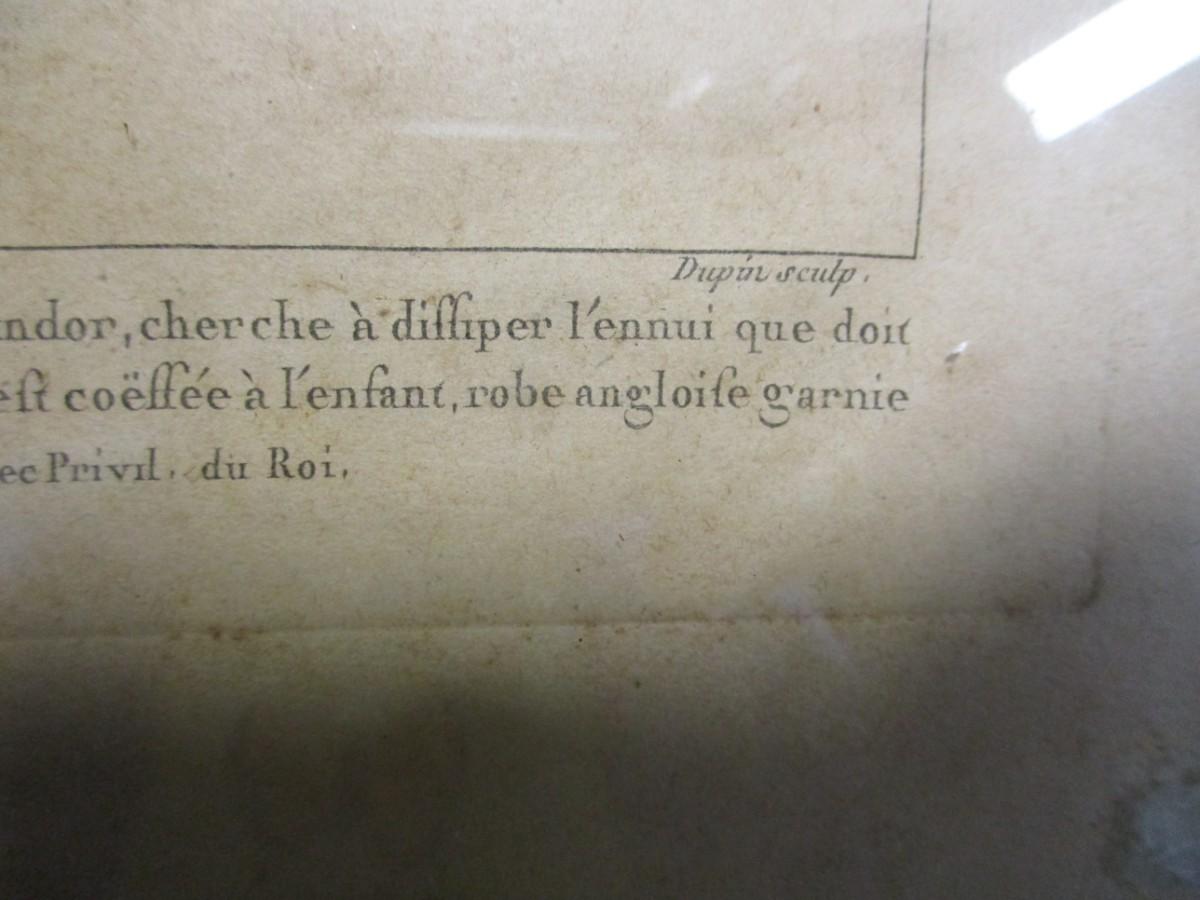 Dupin sculp.
ndor, cherche à diſſiper l'ennui que doit
eſt coëffée à l'enfant, robe angloiſe garnie
ec Privil. du Roi.